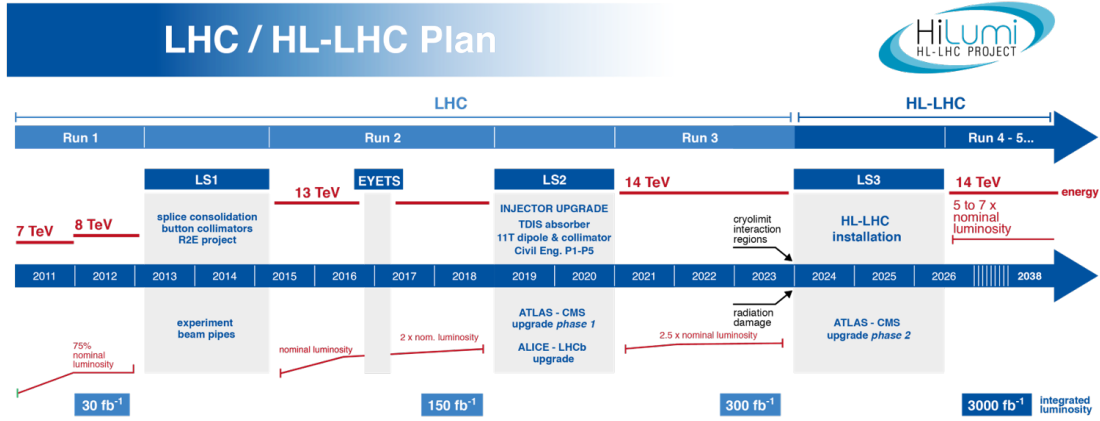 LHC / HL-LHC Plan
HiLumi
HL-LHC PROJECT
LHC
HL-LHC
Run 1
Run 2
Run 3
Run 4 - 5...
LS1
EYETS
LS2
LS3
13 TeV
14 TeV
14 TeV
energy
7 TeV
8 TeV
splice consolidation
button collimators
R2E project
INJECTOR UPGRADE
TDIS absorber
11T dipole & collimator
Civil Eng. P1-P5
cryolimit
interaction
regions
HL-LHC
installation
5 to 7 x
nominal
luminosity
2011
2012
2013
2014
2015
2016
2017
2018
2019
2020
2021
2022
2023
2024
2025
2026
2038
75%
nominal
luminosity
experiment
beam pipes
nominal luminosity
2 x nom. luminosity
ATLAS - CMS
upgrade phase 1
ALICE - LHCb
upgrade
2.5 x nominal luminosity
radiation
damage
ATLAS - CMS
upgrade phase 2
30 fb⁻¹
150 fb⁻¹
300 fb⁻¹
3000 fb⁻¹
integrated
luminosity